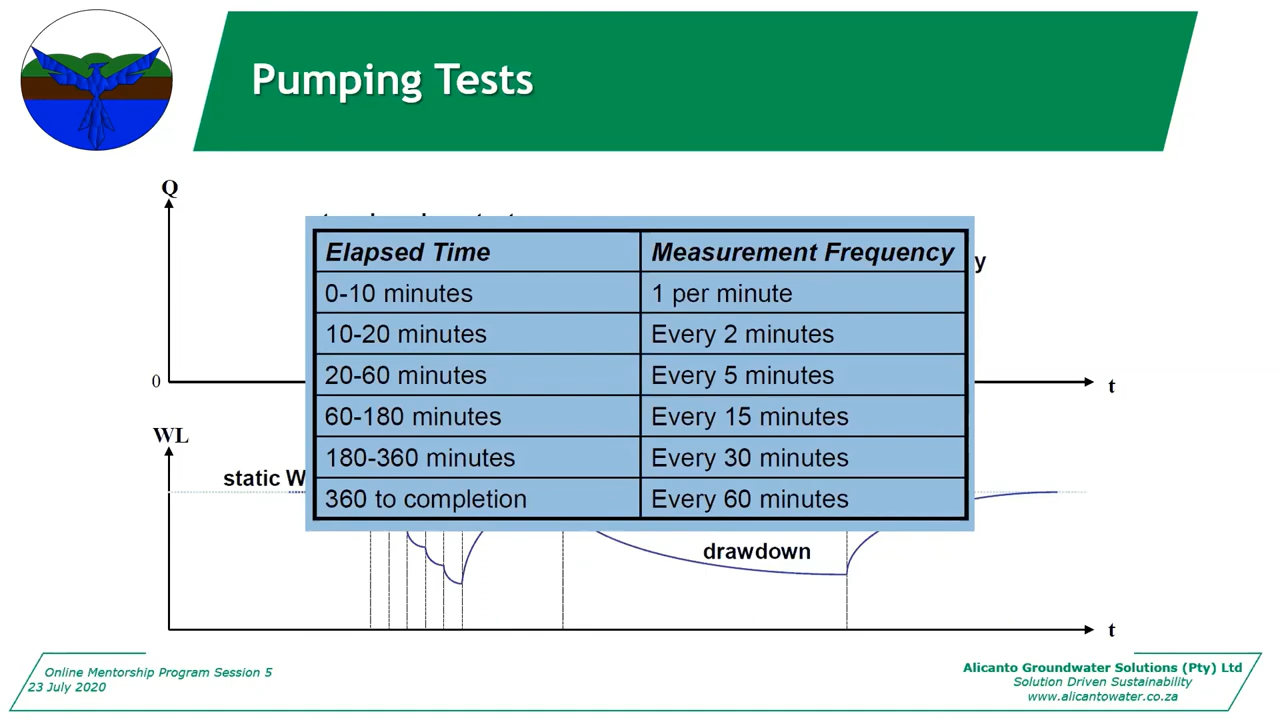 Pumping Tests
Q
Elapsed Time Measurement Frequency
0-10 minutes 1 per minute
10-20 minutes Every 2 minutes
20-60 minutes Every 5 minutes
60-180 minutes Every 15 minutes
180-360 minutes Every 30 minutes
360 to completion Every 60 minutes
y
0
t
WL
static W
drawdown
t
Online Mentorship Program Session 5
23 July 2020
Alicanto Groundwater Solutions (Pty) Ltd
Solution Driven Sustainability
www.alicantowater.co.za